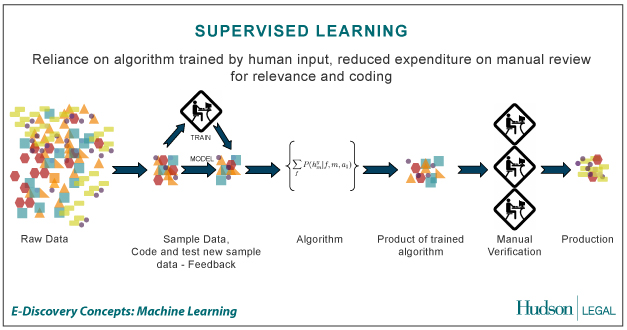 SUPERVISED LEARNING
Reliance on algorithm trained by human input, reduced expenditure on manual review
for relevance and coding
TRAIN
MODEL
Raw Data
Sample Data,
Code and test new sample
data - Feedback
Algorithm
Product of trained
algorithm
Manual
Verification
Production
E-Discovery Concepts: Machine Learning
Hudson LEGAL